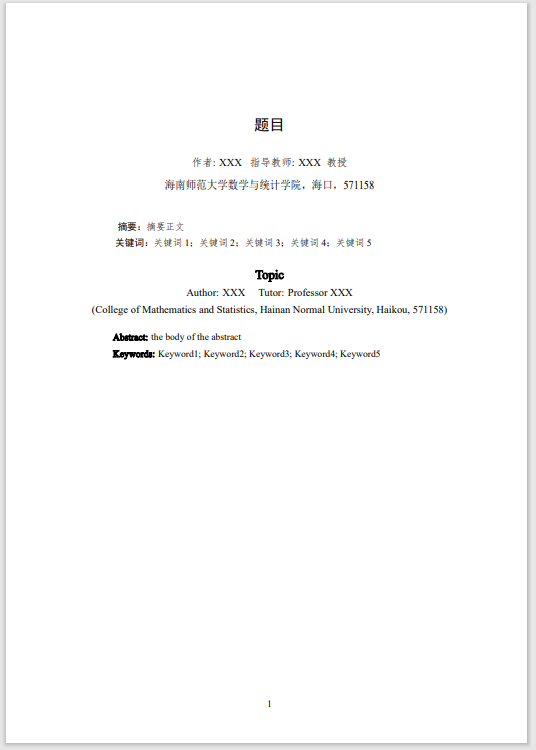 题目
作者: XXX 指导教师: XXX 教授
海南师范大学数学与统计学院，海口，571158
摘要：摘要正文
关键词：关键词 1；关键词 2；关键词 3；关键词 4；关键词 5
Topic
Author: XXX Tutor: Professor XXX
(College of Mathematics and Statistics, Hainan Normal University, Haikou, 571158)
Abstract: the body of the abstract
Keywords: Keyword1; Keyword2; Keyword3; Keyword4; Keyword5
1